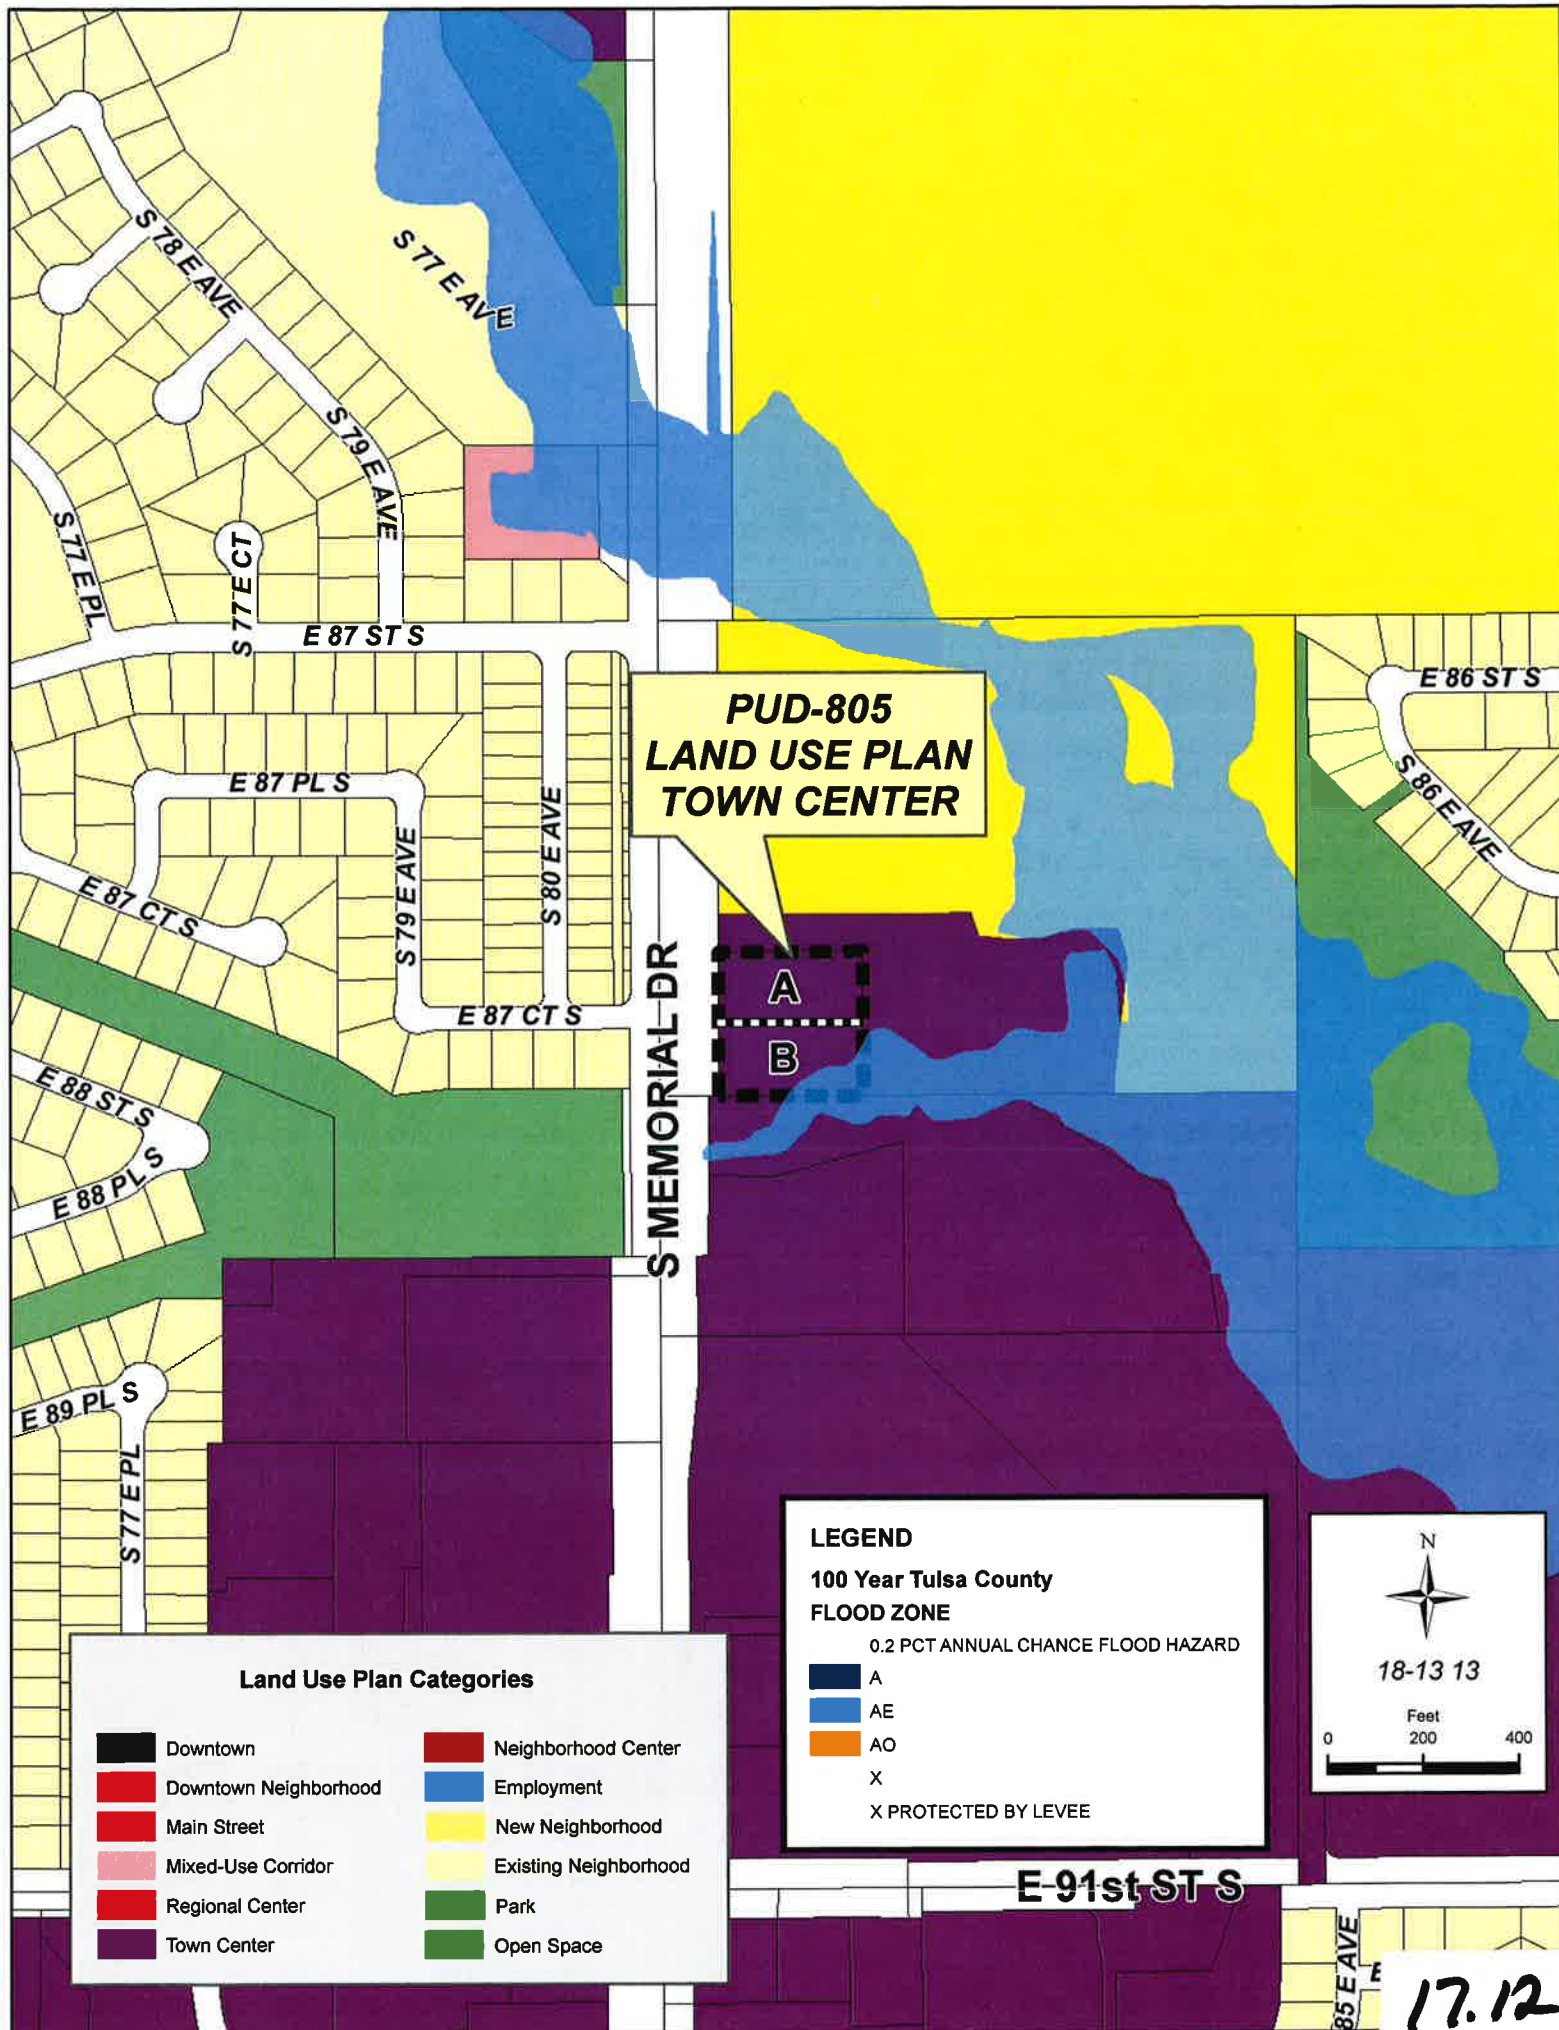 S 78 E AVE
S 77 E AVE
S 79 E AVE
S 77 E PL
S 77 E CT
E 87 ST S
E 86 ST S
PUD-805
LAND USE PLAN
TOWN CENTER
E 87 PL S
S 86 E AVE
S 79 E AVE
S 80 E AVE
E 87 CT S
A
E 87 CT S
B
S MEMORIAL DR
E 88 ST S
E 88 PL S
E 89 PL S
S 77 E PL
LEGEND
100 Year Tulsa County
FLOOD ZONE
0.2 PCT ANNUAL CHANCE FLOOD HAZARD
A
AE
AO
X
X PROTECTED BY LEVEE
N
18-13 13
Feet
0 200 400
Land Use Plan Categories
Downtown
Downtown Neighborhood
Main Street
Mixed-Use Corridor
Regional Center
Town Center
Neighborhood Center
Employment
New Neighborhood
Existing Neighborhood
Park
Open Space
E 91st ST S
85 E AVE
E
17.12